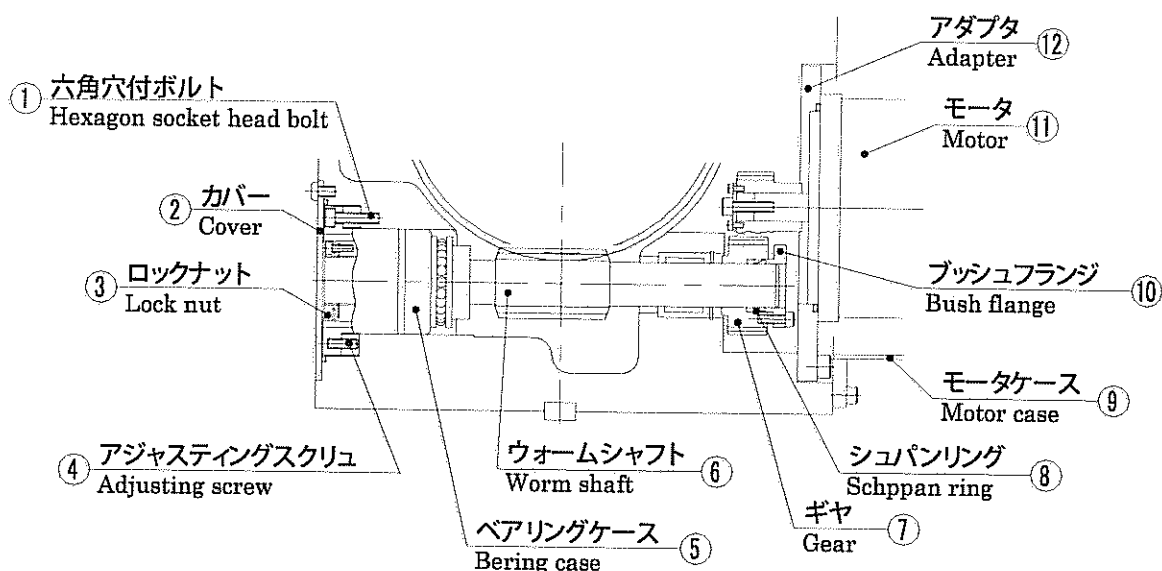 ① 六角穴付ボルト
Hexagon socket head bolt
② カバー
Cover
③ ロックナット
Lock nut
④ アジャスティングスクリュ
Adjusting screw
ベアリングケース ⑤
Bering case
ウォームシャフト ⑥
Worm shaft
ギヤ ⑦
Gear
シュパンリング ⑧
Schppan ring
モータケース ⑨
Motor case
ブッシュフランジ ⑩
Bush flange
モータ ⑪
Motor
アダプタ ⑫
Adapter